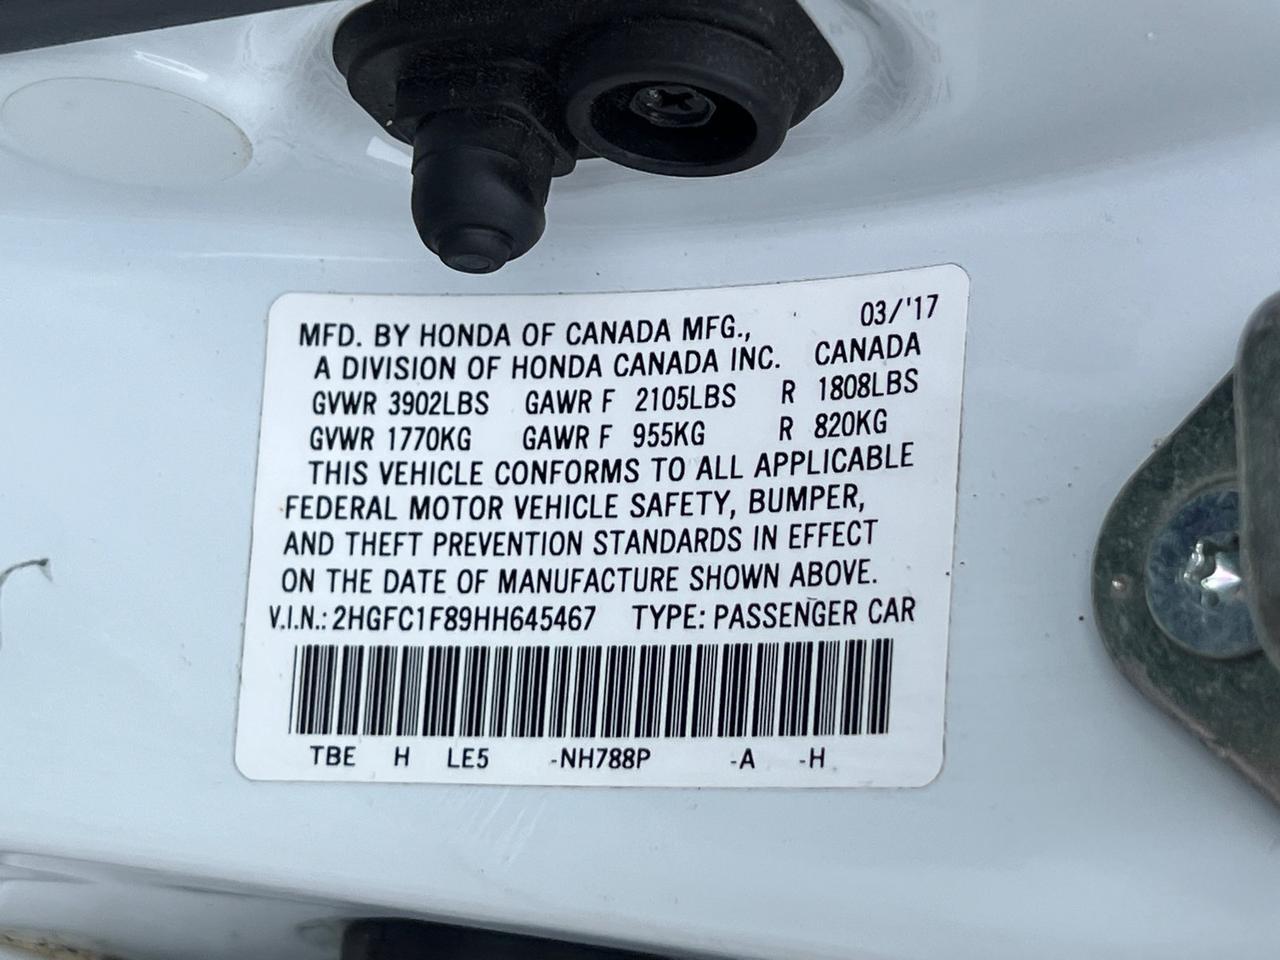 03/'17
MFD. BY HONDA OF CANADA MFG.,
A DIVISION OF HONDA CANADA INC. CANADA
GVWR 3902LBS GAWR F 2105LBS R 1808LBS
GVWR 1770KG GAWR F 955KG R 820KG
THIS VEHICLE CONFORMS TO ALL APPLICABLE
FEDERAL MOTOR VEHICLE SAFETY, BUMPER,
AND THEFT PREVENTION STANDARDS IN EFFECT
ON THE DATE OF MANUFACTURE SHOWN ABOVE.
V.I.N.: 2HGFC1F89HH645467 TYPE: PASSENGER CAR
TBE H LE5 -NH788P -A -H